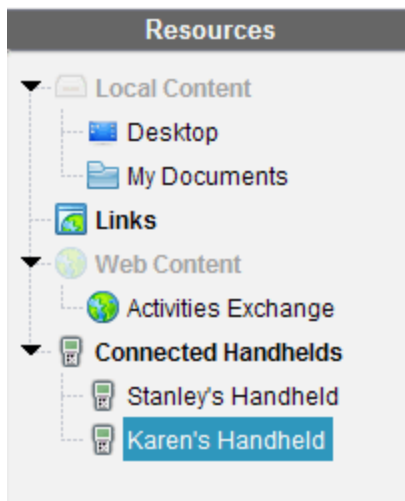 Resources
Local Content
Desktop
My Documents
Links
Web Content
Activities Exchange
Connected Handhelds
Stanley's Handheld
Karen's Handheld